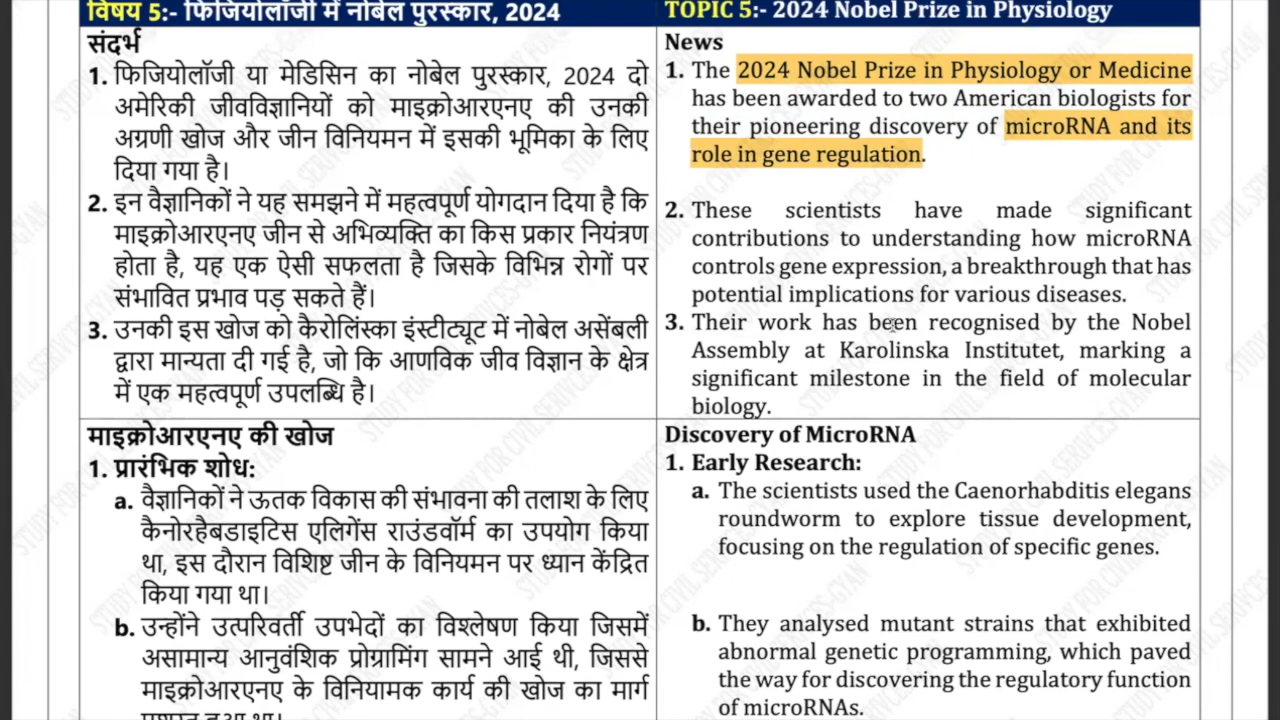 विषय 5:- फिजियोलॉजी में नोबेल पुरस्कार, 2024
संदर्भ
1. फिजियोलॉजी या मेडिसिन का नोबेल पुरस्कार, 2024 दो
अमेरिकी जीवविज्ञानियों को माइक्रोआरएनए की उनकी
अग्रणी खोज और जीन विनियमन में इसकी भूमिका के लिए
दिया गया है।
2. इन वैज्ञानिकों ने यह समझने में महत्वपूर्ण योगदान दिया है कि
माइक्रोआरएनए जीन से अभिव्यक्ति का किस प्रकार नियंत्रण
होता है, यह एक ऐसी सफलता है जिसके विभिन्न रोगों पर
संभावित प्रभाव पड़ सकते हैं।
3. उनकी इस खोज को कैरोलिंस्का इंस्टीट्यूट में नोबेल असेंबली
द्वारा मान्यता दी गई है, जो कि आणविक जीव विज्ञान के क्षेत्र
में एक महत्वपूर्ण उपलब्धि है।
माइक्रोआरएनए की खोज
1. प्रारंभिक शोध:
a. वैज्ञानिकों ने ऊतक विकास की संभावना की तलाश के लिए
कैनोरहैबडाइटिस एलिगेंस राउंडवॉर्म का उपयोग किया
था, इस दौरान विशिष्ट जीन के विनियमन पर ध्यान केंद्रित
किया गया था।
b. उन्होंने उत्परिवर्ती उपभेदों का विश्लेषण किया जिसमें
असामान्य आनुवंशिक प्रोग्रामिंग सामने आई थी, जिससे
माइक्रोआरएनए के विनियामक कार्य की खोज का मार्ग
प्रशस्त हुआ था।
TOPIC 5:- 2024 Nobel Prize in Physiology
News
1. The 2024 Nobel Prize in Physiology or Medicine
has been awarded to two American biologists for
their pioneering discovery of microRNA and its
role in gene regulation.
2. These scientists have made significant
contributions to understanding how microRNA
controls gene expression, a breakthrough that has
potential implications for various diseases.
3. Their work has been recognised by the Nobel
Assembly at Karolinska Institutet, marking a
significant milestone in the field of molecular
biology.
Discovery of MicroRNA
1. Early Research:
a. The scientists used the Caenorhabditis elegans
roundworm to explore tissue development,
focusing on the regulation of specific genes.
b. They analysed mutant strains that exhibited
abnormal genetic programming, which paved
the way for discovering the regulatory function
of microRNAs.